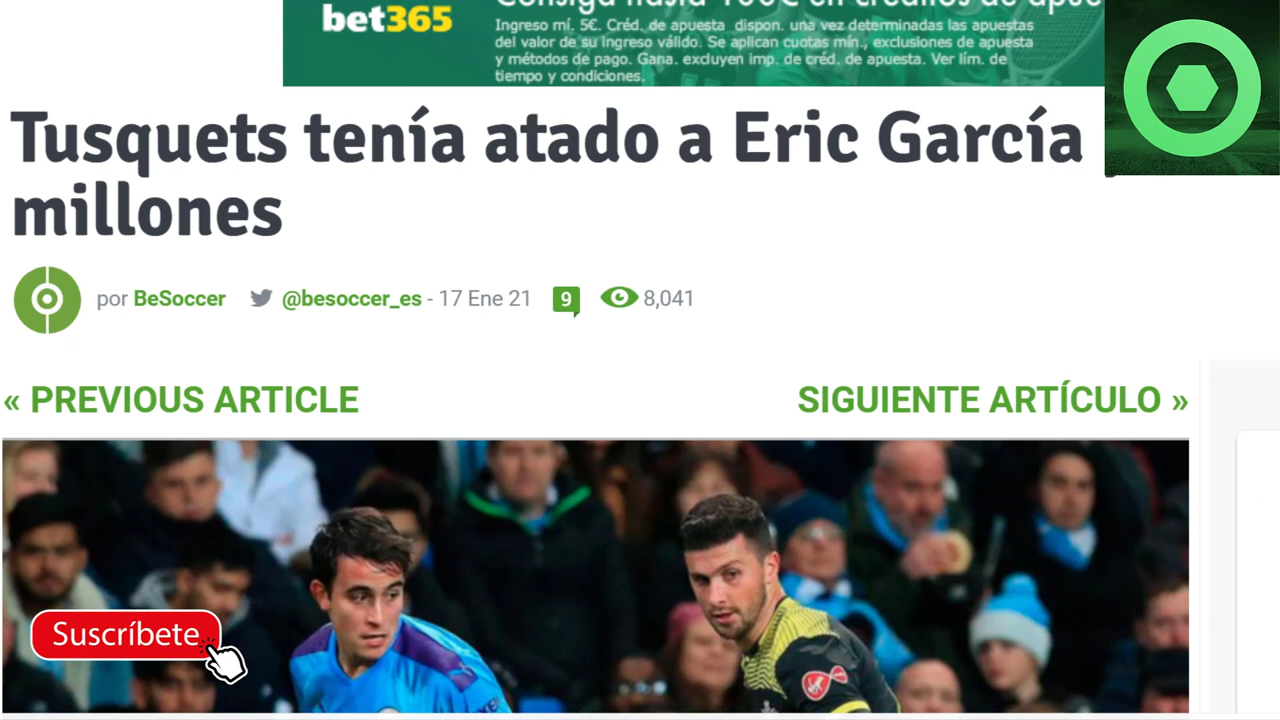 bet365
Ingreso mí. 5€. Créd. de apuesta dispon. una vez determinadas las apuestas
del valor de su ingreso válido. Se aplican cuotas mín., exclusiones de apuesta
y métodos de pago. Gana. excluyen imp. de créd. de apuesta. Ver lím. de
tiempo y condiciones.
Tusquets tenía atado a Eric García
millones
por BeSoccer @besoccer_es - 17 Ene 21 9 8,041
« PREVIOUS ARTICLE SIGUIENTE ARTÍCULO »
Suscríbete